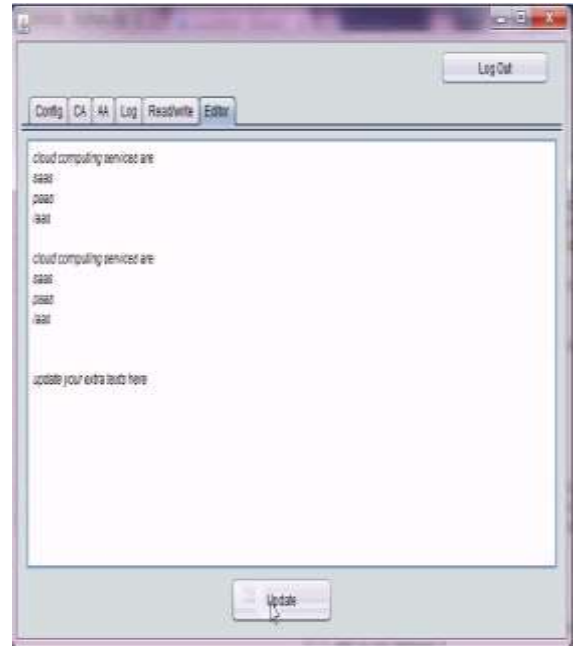 Log Out
Config CA AA Log Read/write Editor
cloud computing services are
saas
paas
iaas
cloud computing services are
saas
paas
iaas
update your extra texts here
Update